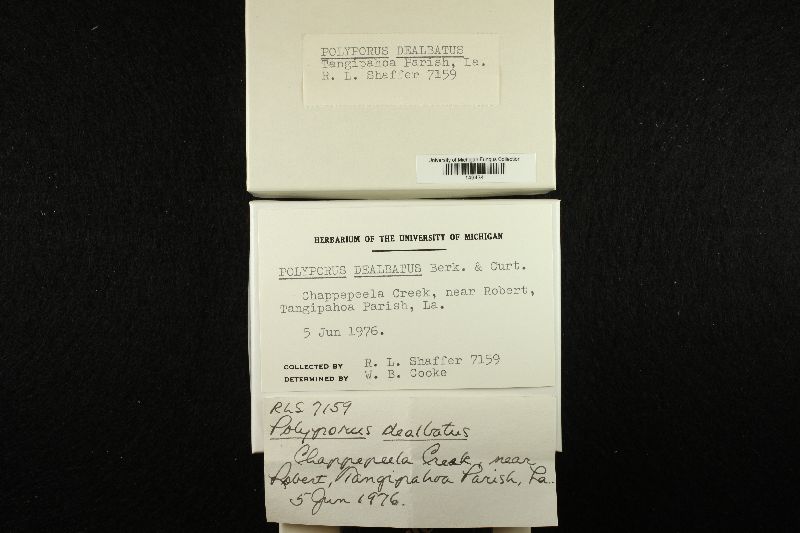 POLYPORUS DEALBATUS
Tangipahoa Parish, La.
R. L. Shaffer 7159
University of Michigan Fungus Collection
HERBARIUM OF THE UNIVERSITY OF MICHIGAN
POLYPORUS DEALBATUS Berk. & Curt.
Chappepeela Creek, near Robert,
Tangipahoa Parish, La.
5 Jun 1976.
COLLECTED BY R. L. Shaffer 7159
DETERMINED BY W. B. Cooke
RLS 7159
Polyporus dealbatus
Chappepeela Creek, near
Robert, Tangipahoa Parish, La.
5 Jun 1976.